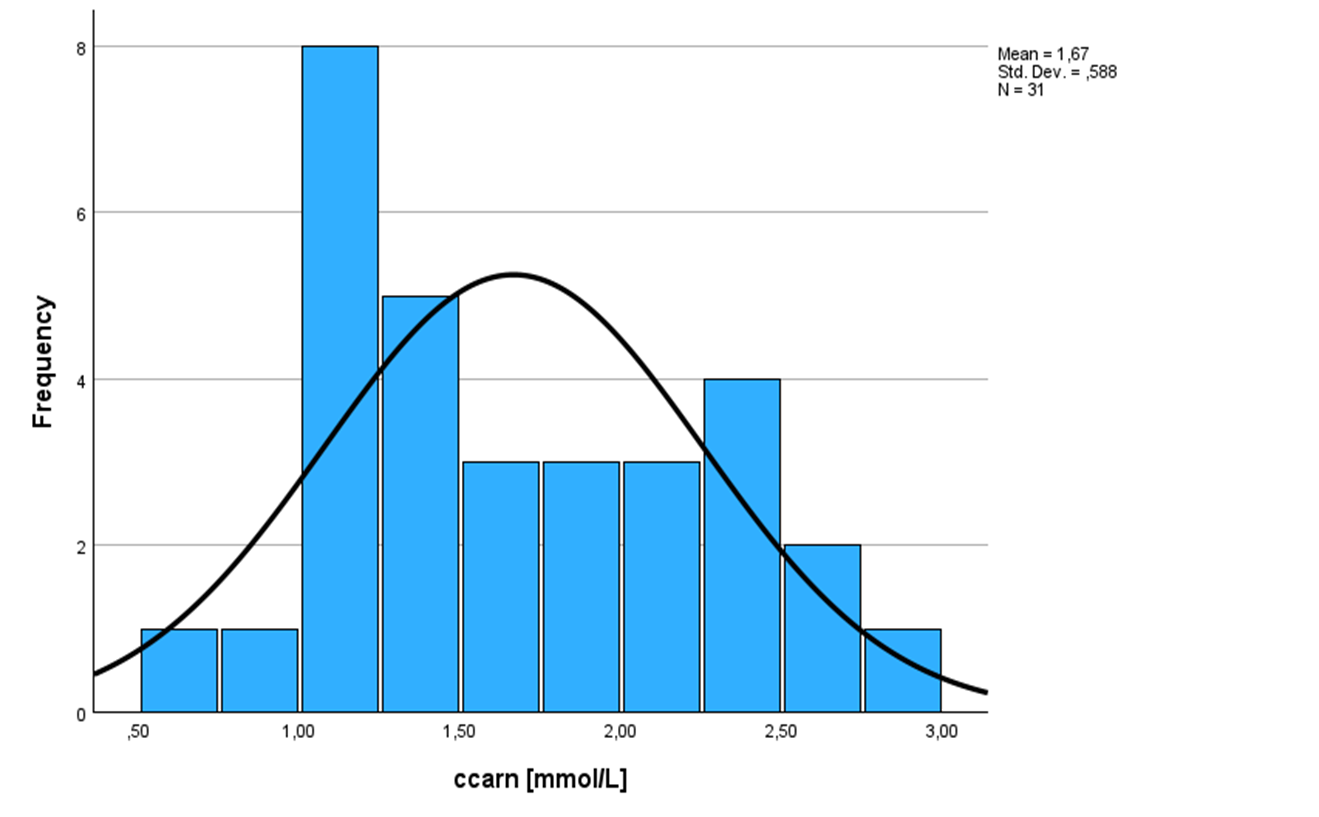 Mean = 1,67
Std. Dev. = ,588
N = 31
8
6
4
2
0
Frequency
,50 1,00 1,50 2,00 2,50 3,00
ccarn [mmol/L]